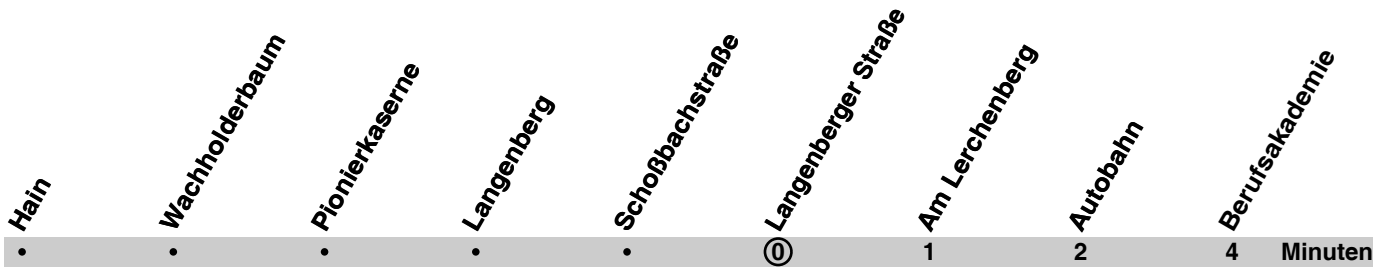 Hain
Wachholderbaum
Pionierkaserne
Langenberg
Schoßbachstraße
Langenberger Straße
Am Lerchenberg
Autobahn
Berufsakademie
• • • • • 0 1 2 4 Minuten